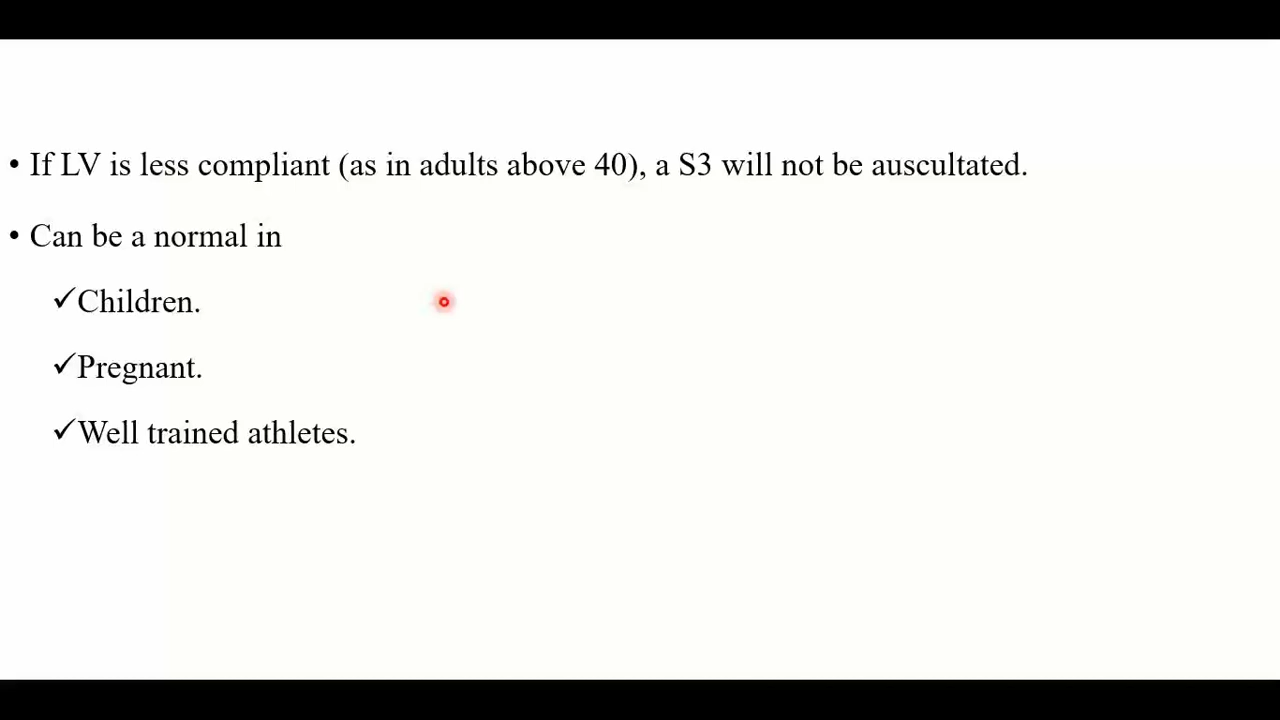 • If LV is less compliant (as in adults above 40), a S3 will not be auscultated.
• Can be a normal in
✓Children.
✓Pregnant.
✓Well trained athletes.